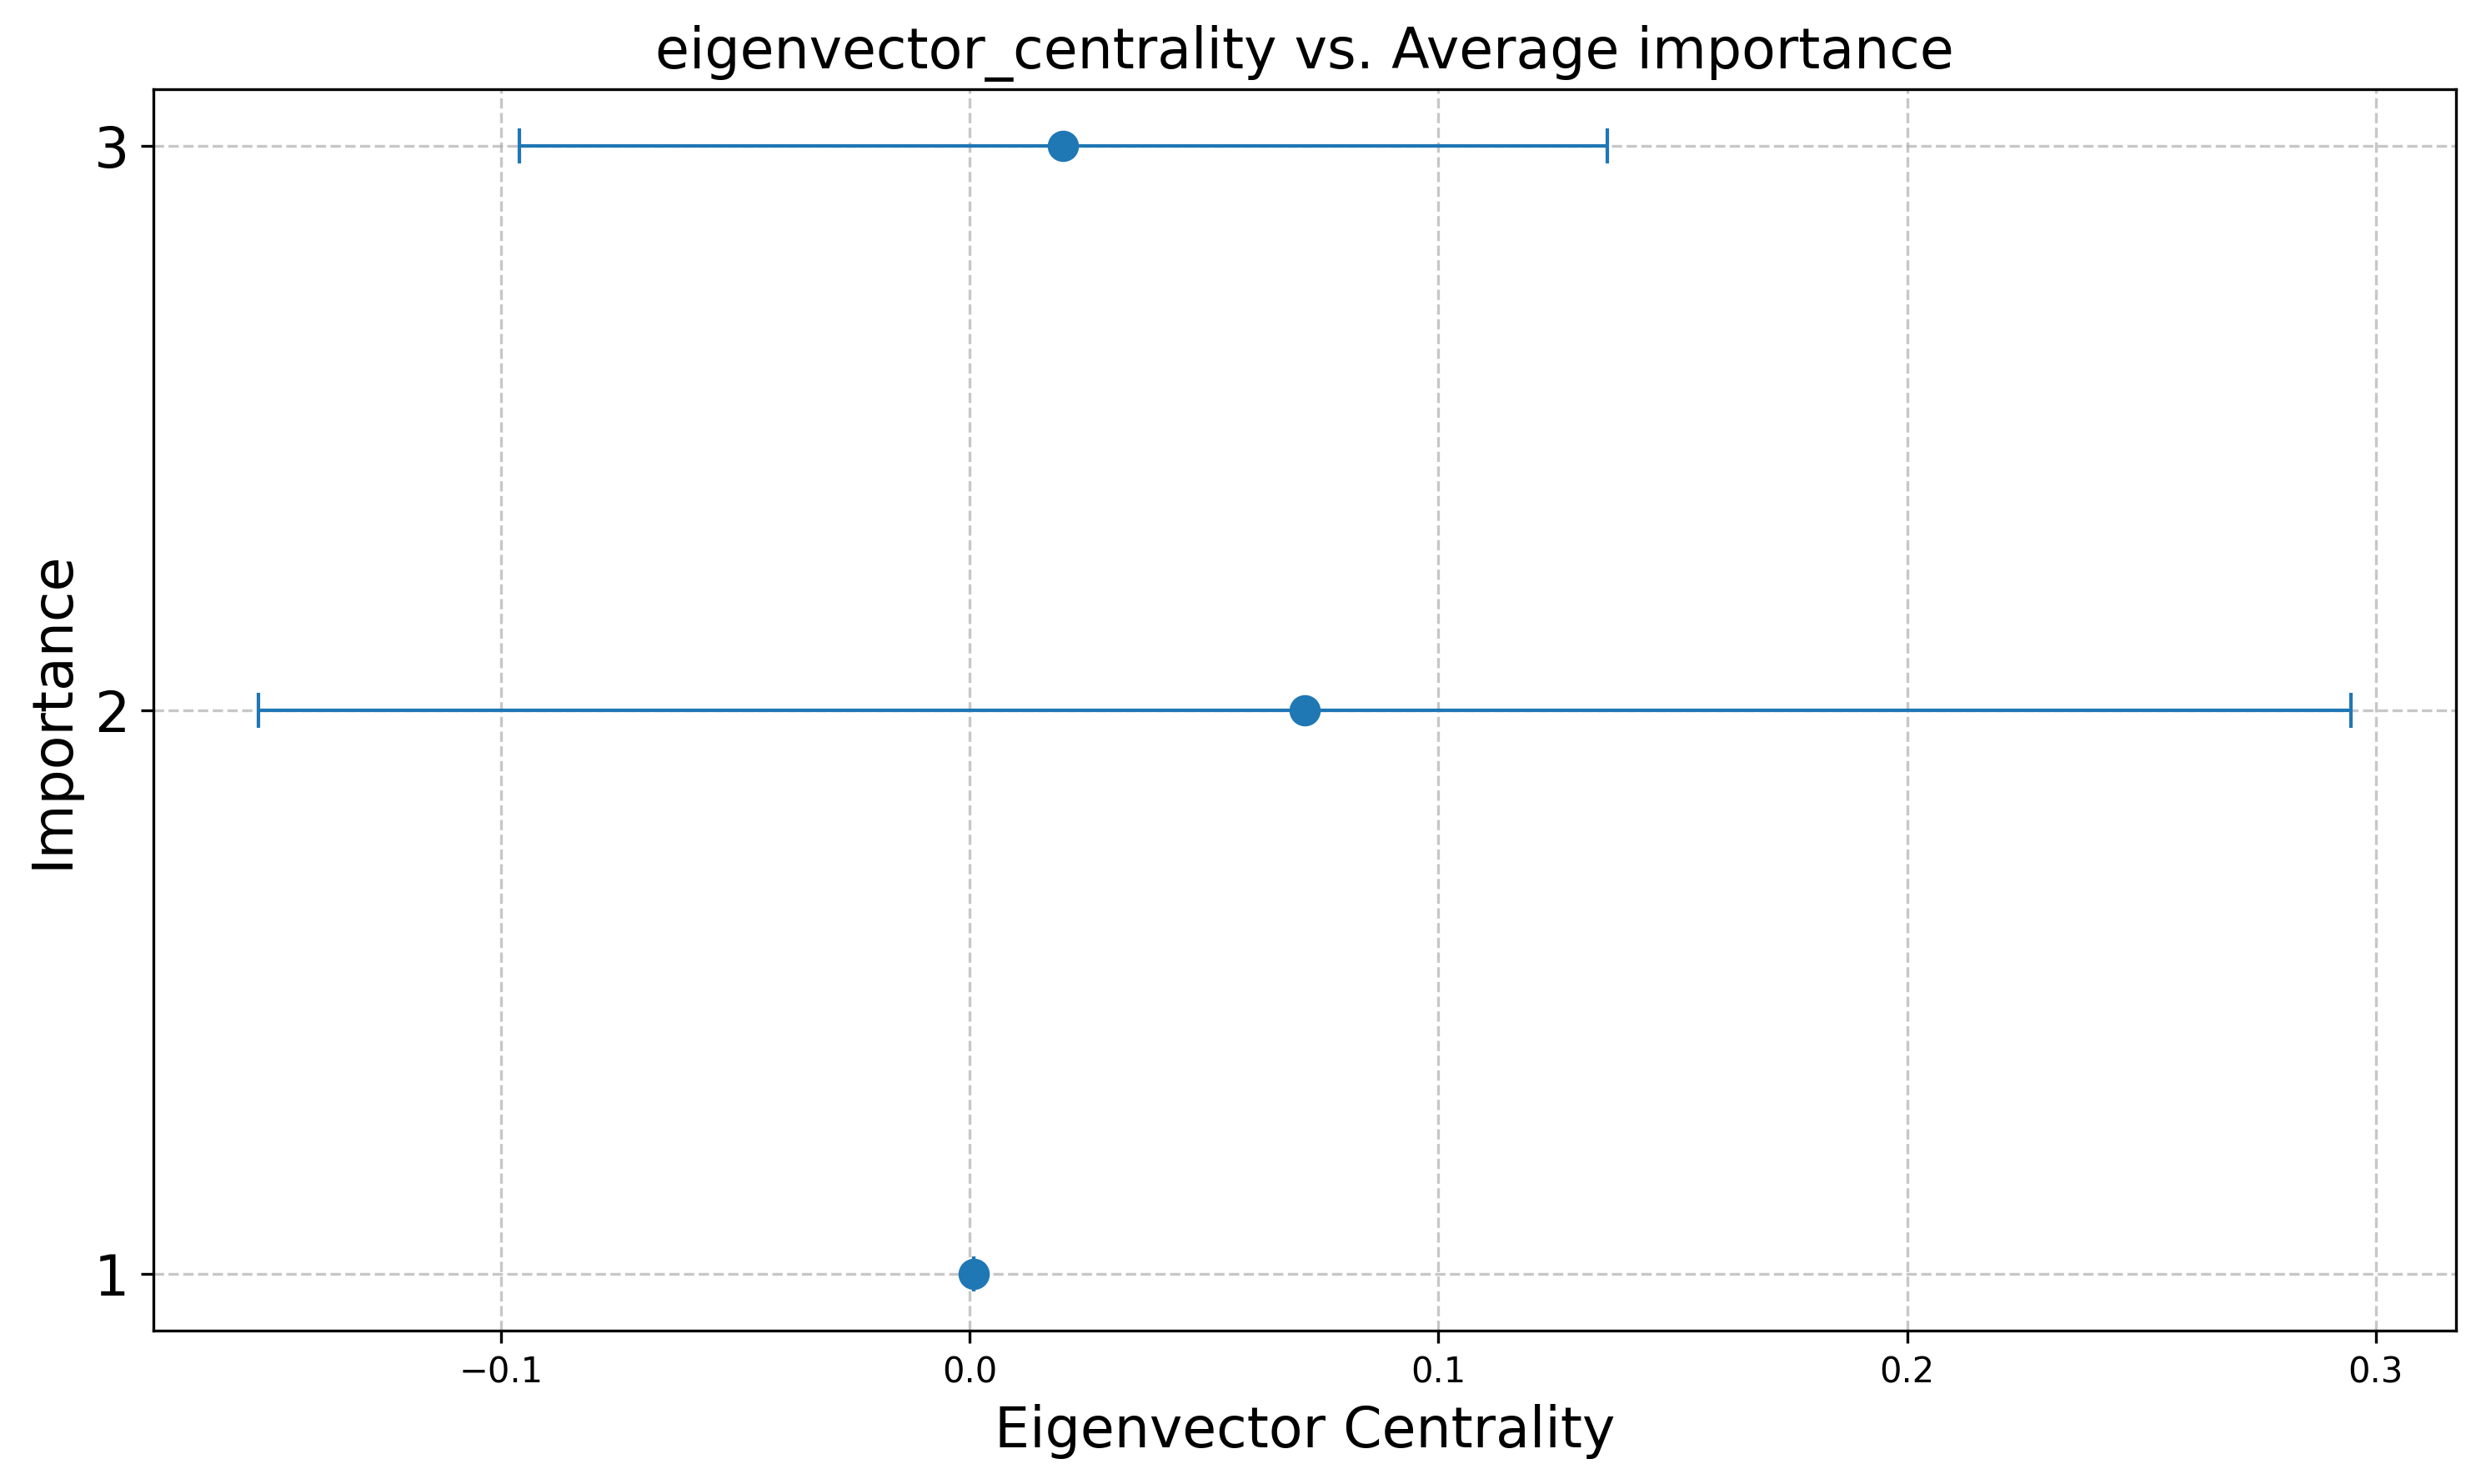 eigenvector_centrality vs. Average importance
3
2
1
Importance
−0.1 0.0 0.1 0.2 0.3
Eigenvector Centrality